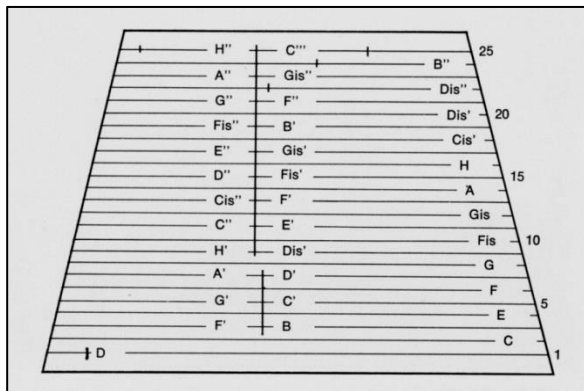 H'' C''' 25
B''
A'' Gis''
Dis''
G'' F''
Dis' 20
Fis'' B'
Cis'
E'' Gis'
H
D'' Fis' 15
A
Cis'' F'
Gis
C'' E'
Fis 10
H' Dis'
G
A' D'
F
G' C' 5
E
F' B
C
D 1